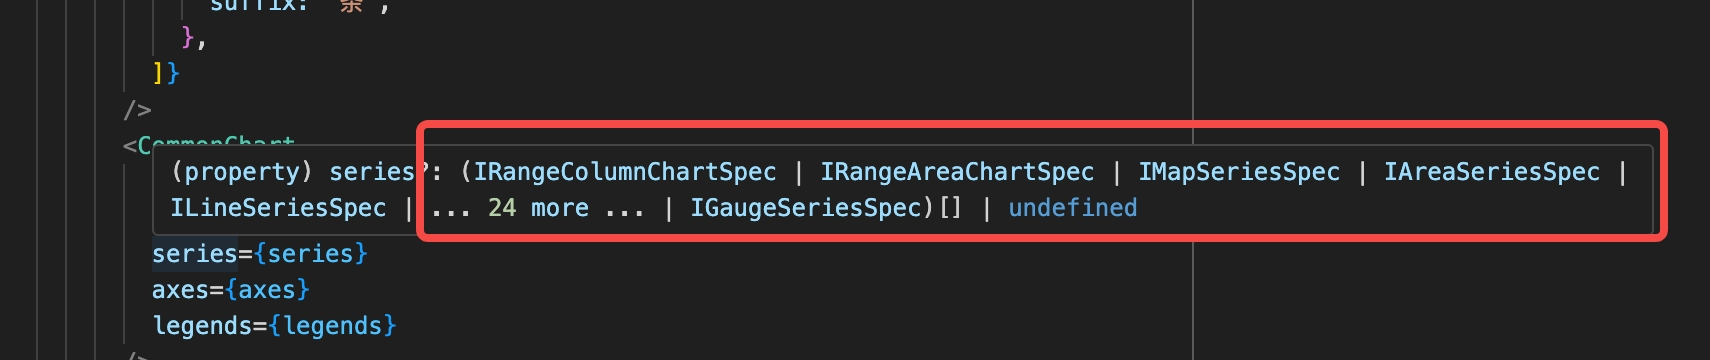 suffix: "条",
},
]}
/>
<CommonChart
(property) series?: (IRangeColumnChartSpec | IRangeAreaChartSpec | IMapSeriesSpec | IAreaSeriesSpec |
ILineSeriesSpec | ... 24 more ... | IGaugeSeriesSpec)[] | undefined
series={series}
axes={axes}
legends={legends}
/>